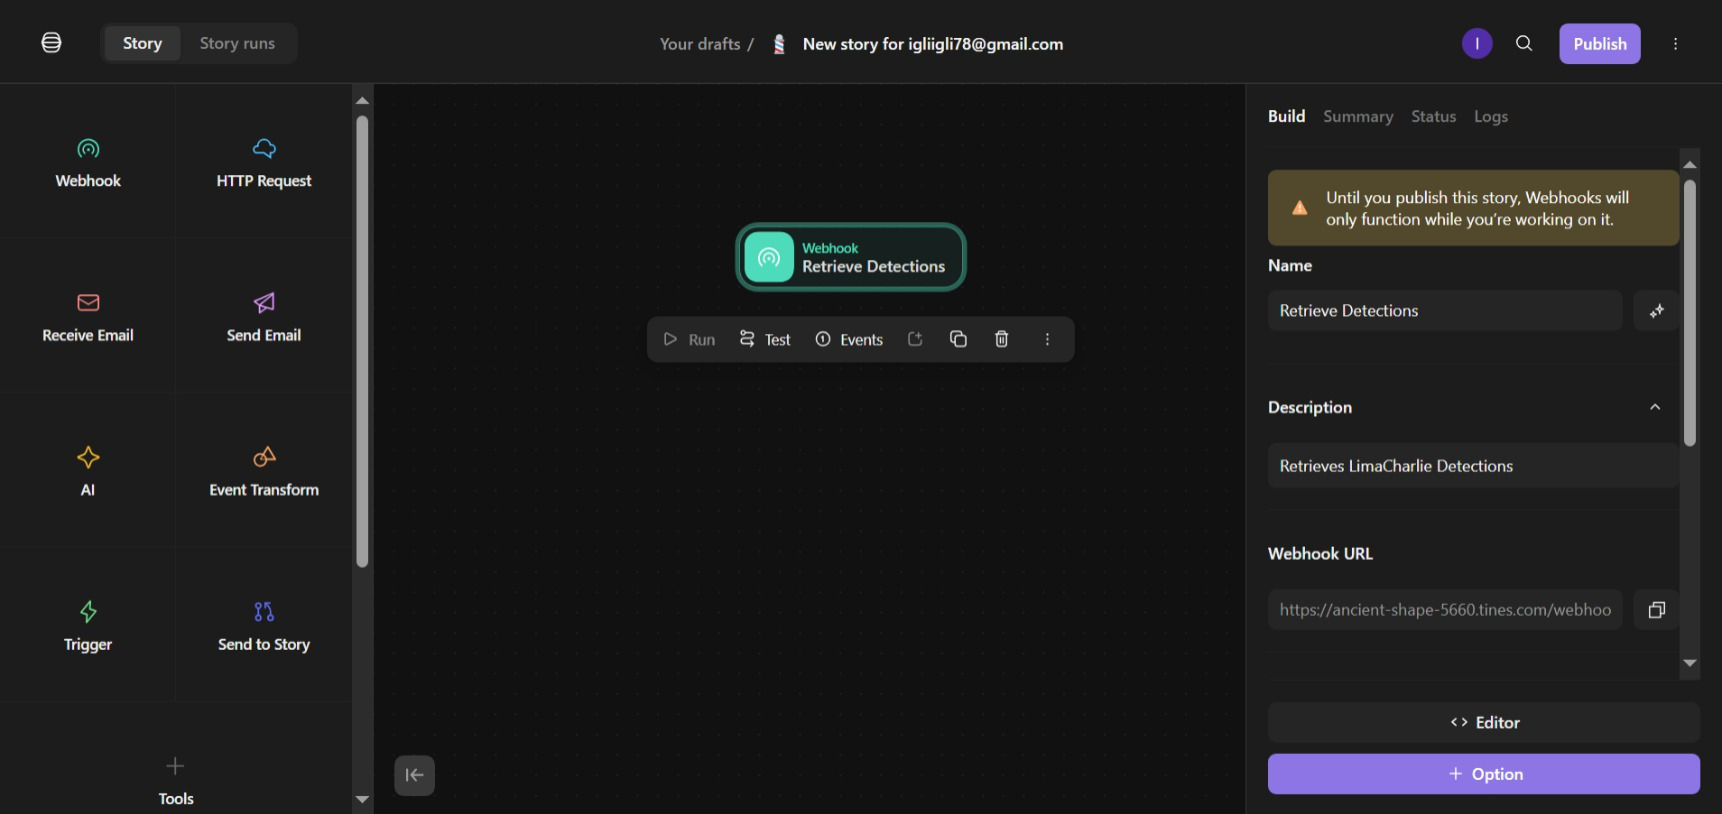 Story
Story runs
Your drafts /
New story for igliigli78@gmail.com
I
Publish
Webhook
HTTP Request
Receive Email
Send Email
AI
Event Transform
Trigger
Send to Story
Tools
Webhook
Retrieve Detections
Run
Test
Events
Build
Summary
Status
Logs
Until you publish this story, Webhooks will
only function while you're working on it.
Name
Retrieve Detections
Description
Retrieves LimaCharlie Detections
Webhook URL
https://ancient-shape-5660.tines.com/webhoo
<> Editor
+ Option